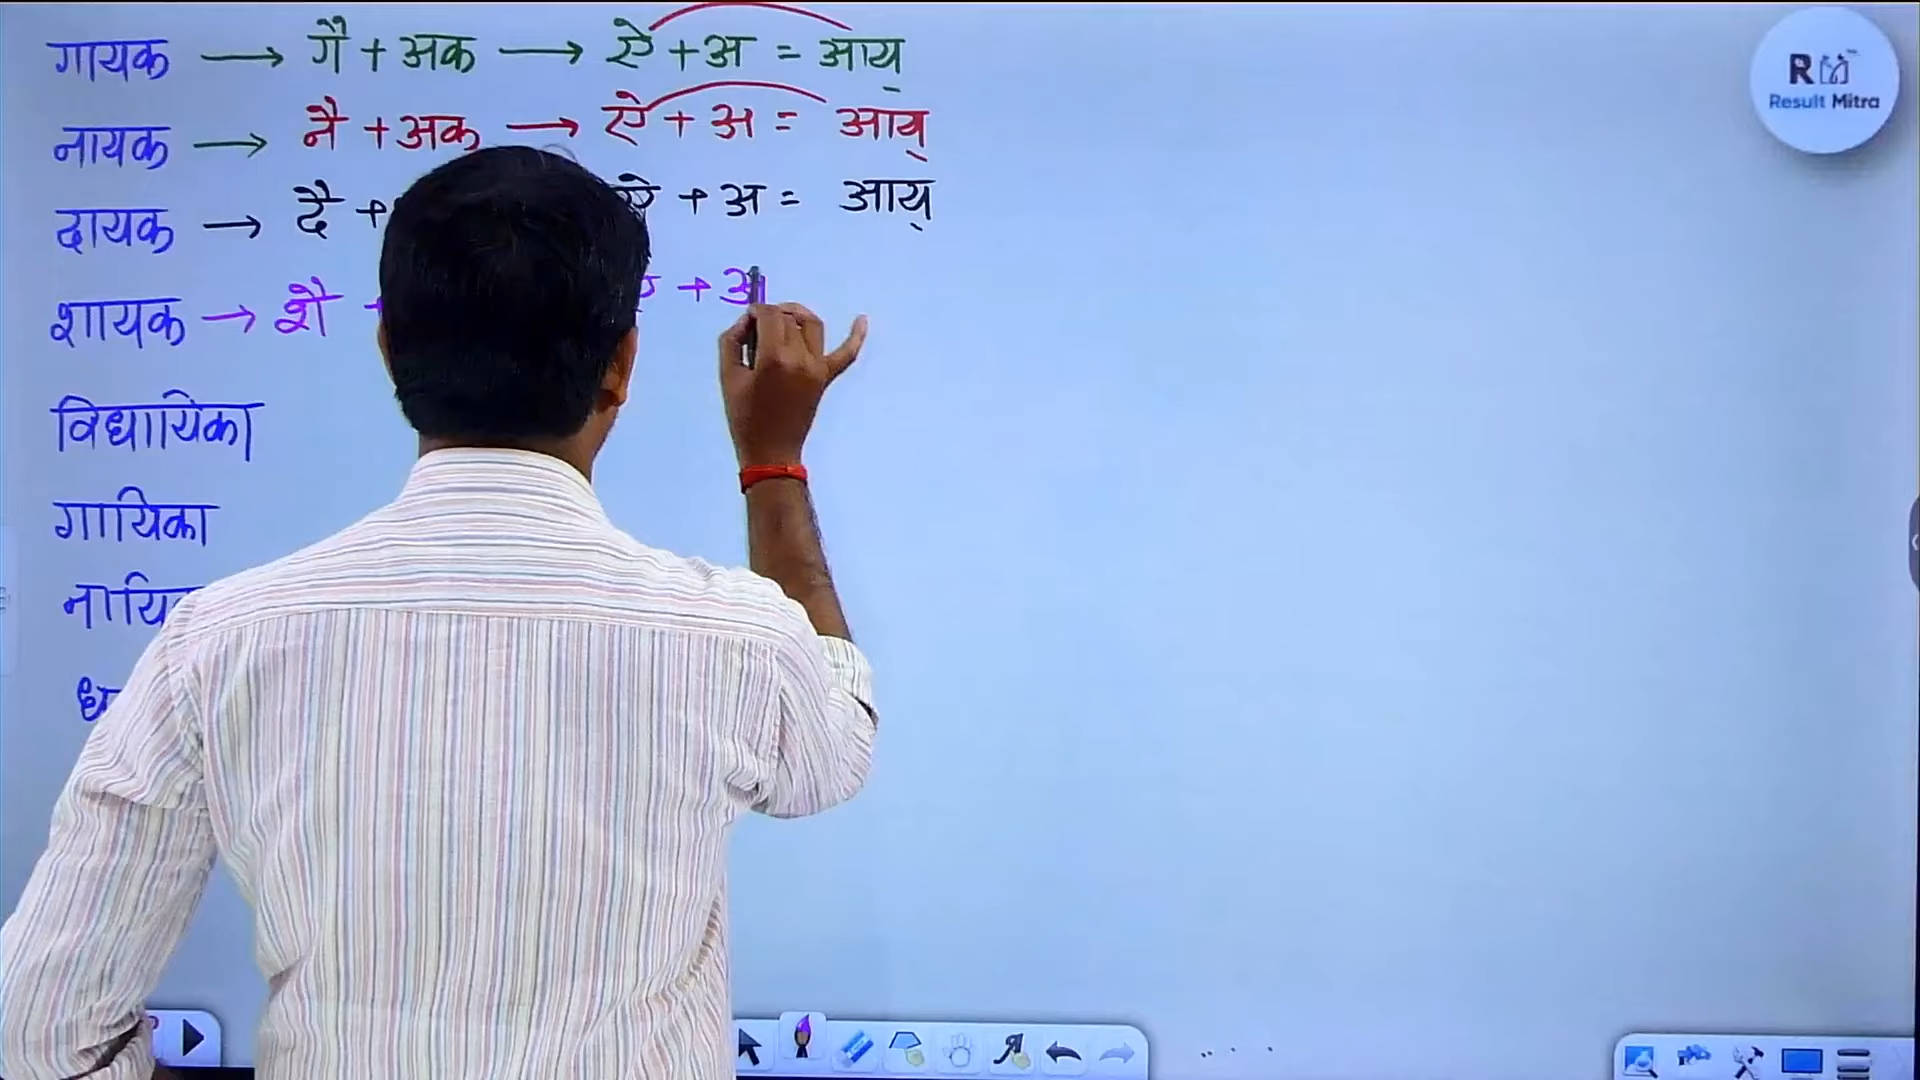 गायक → गै + अक → ऐ + अ = आय्
नायक → नै + अक → ऐ + अ = आय्
दायक → दै + + अ = आय्
शायक → शै + + अ
विधायिका
गायिका
R
Result Mitra